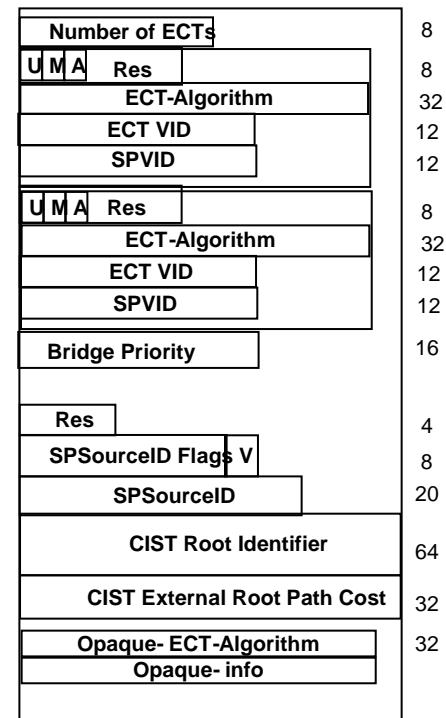 Number of ECTs 8
U M A Res 8
ECT-Algorithm 32
ECT VID 12
SPVID 12
U M A Res 8
ECT-Algorithm 32
ECT VID 12
SPVID 12
Bridge Priority 16
Res 4
SPSourceID Flags V 8
SPSourceID 20
CIST Root Identifier 64
CIST External Root Path Cost 32
Opaque- ECT-Algorithm 32
Opaque- info